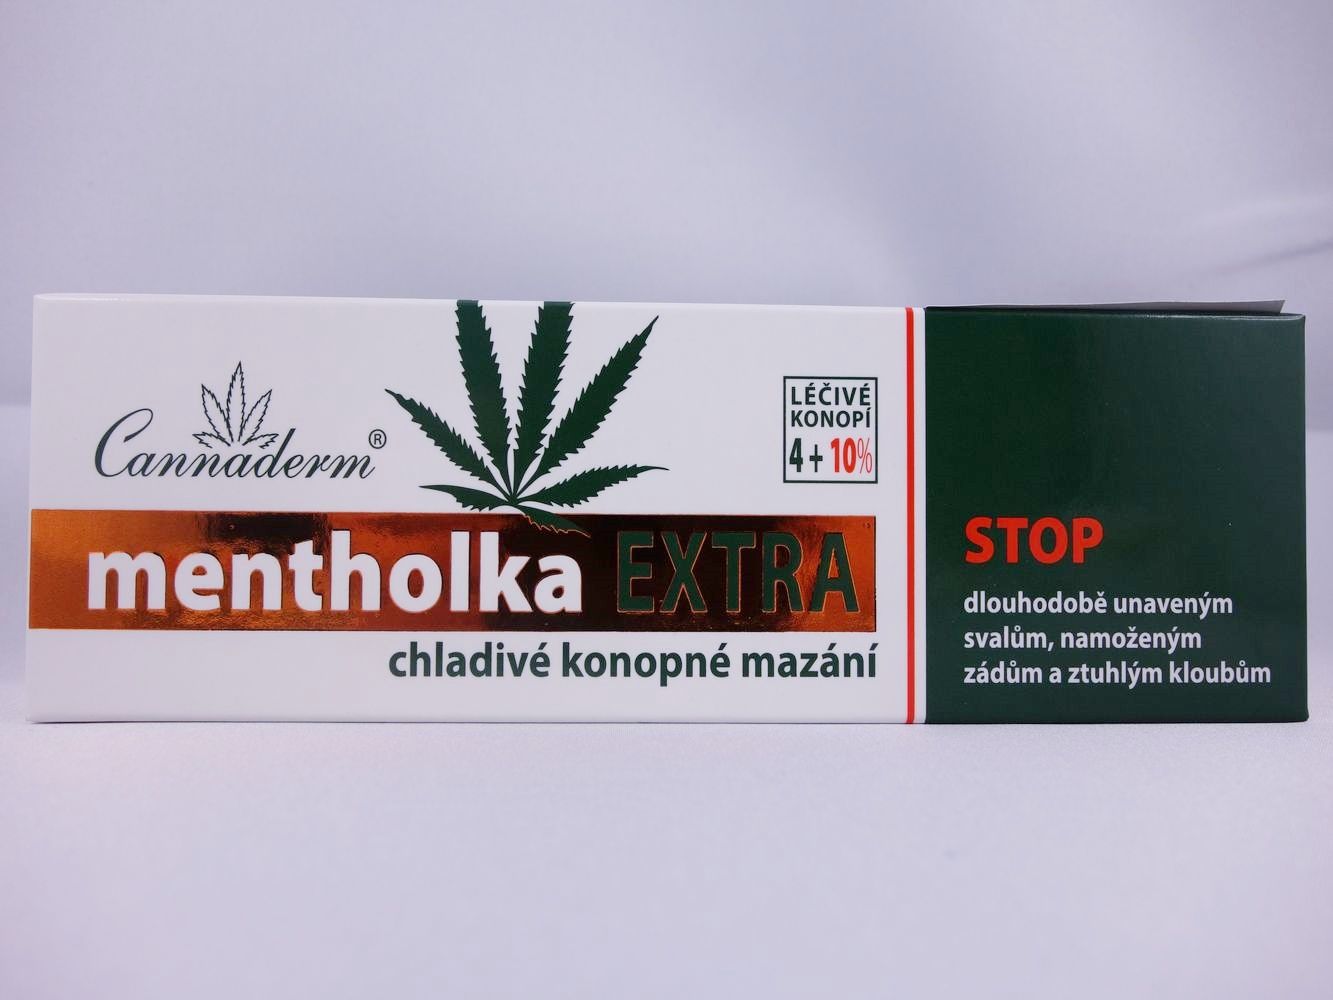 Cannaderm®
LÉČIVÉ
KONOPÍ
4 + 10%
mentholka EXTRA
chladivé konopné mazání
STOP
dlouhodobě unaveným
svalům, namoženým
zádům a ztuhlým kloubům